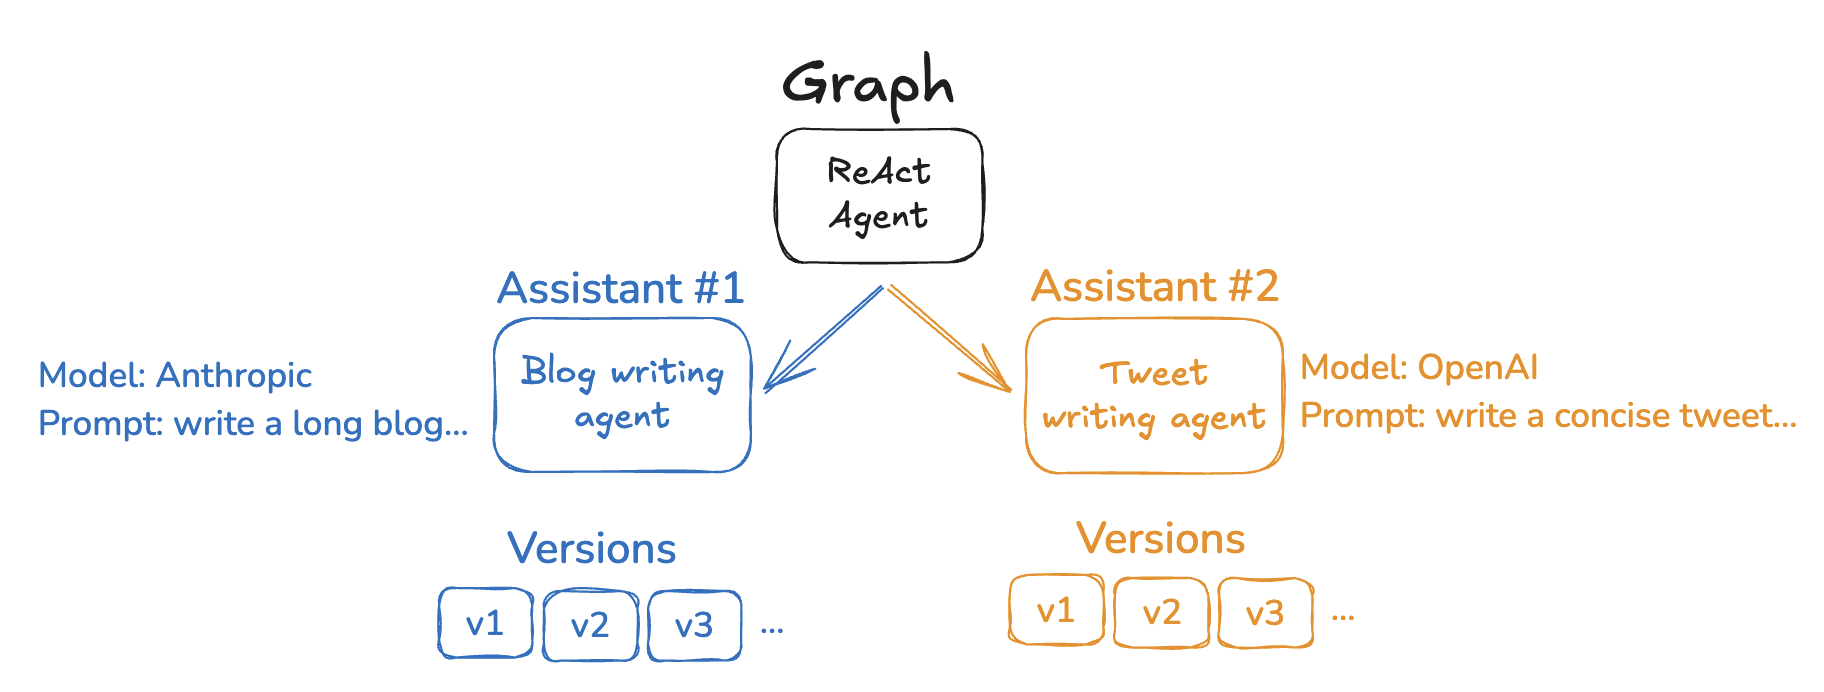 Graph
ReAct
Agent
Assistant #1
Blog writing
agent
Model: Anthropic
Prompt: write a long blog...
Versions
v1 v2 v3 ...
Assistant #2
Tweet
writing agent
Model: OpenAI
Prompt: write a concise tweet...
Versions
v1 v2 v3 ...